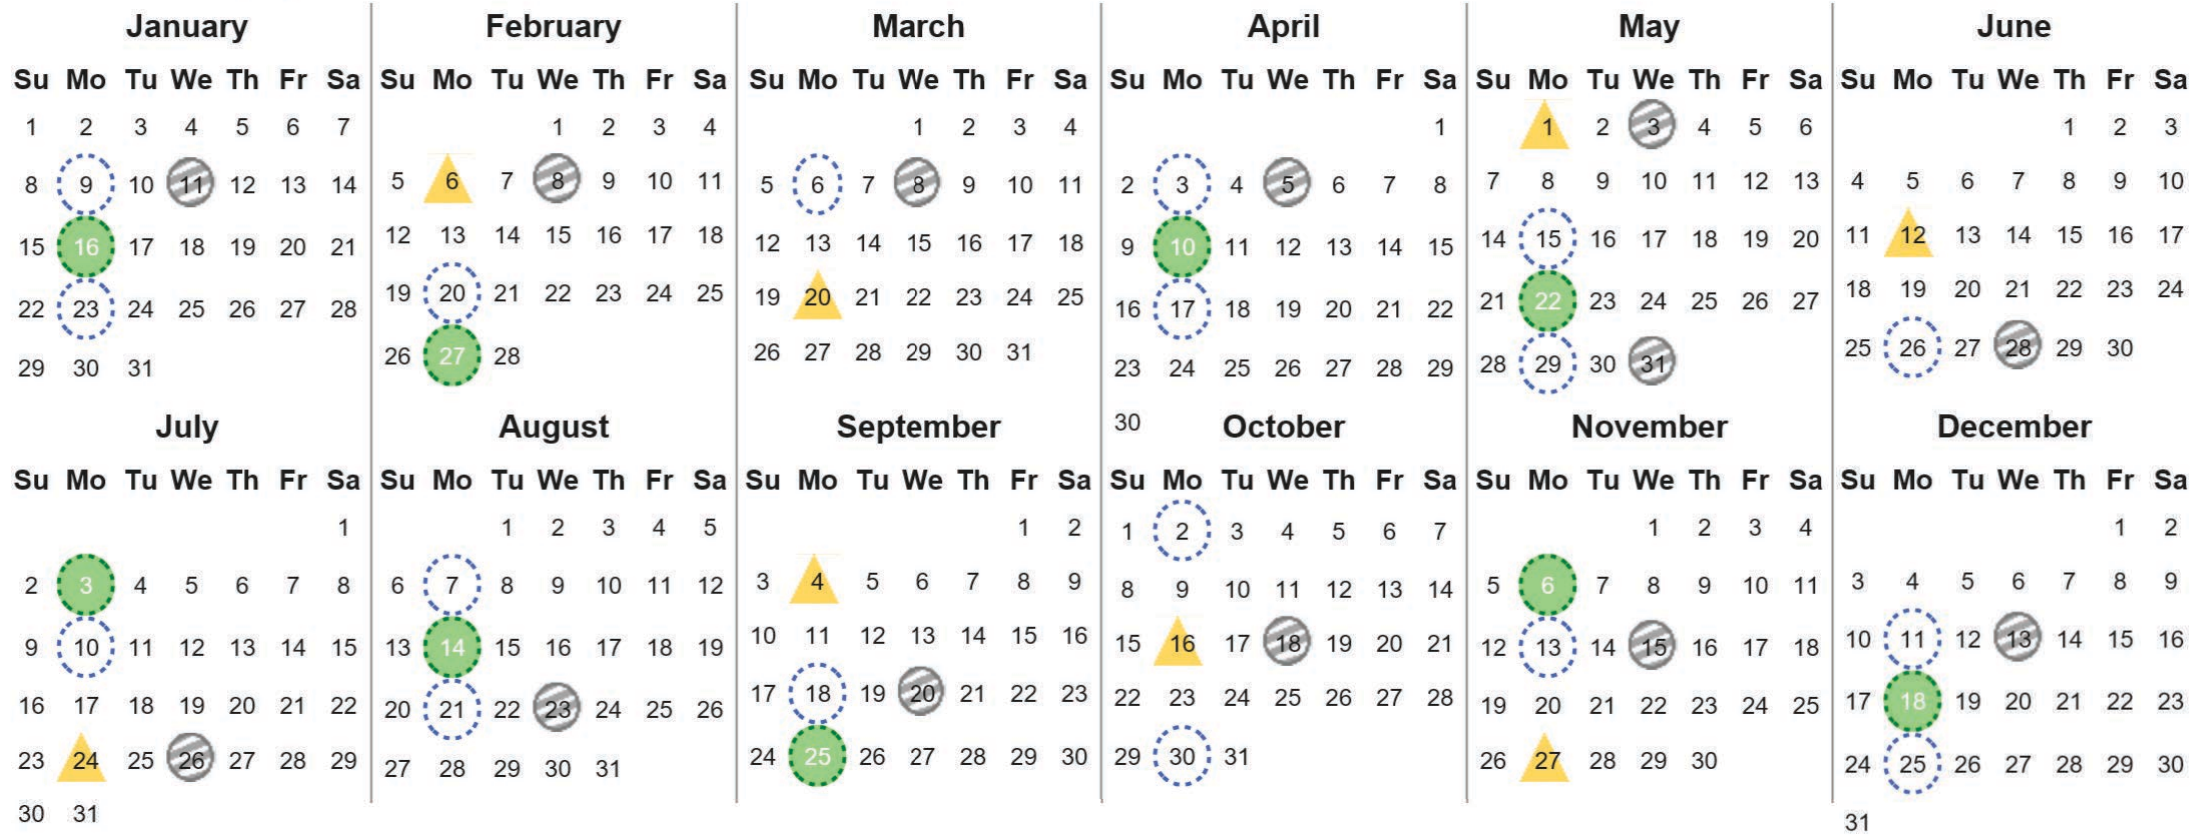 January February March April May June
Su Mo Tu We Th Fr Sa Su Mo Tu We Th Fr Sa Su Mo Tu We Th Fr Sa Su Mo Tu We Th Fr Sa Su Mo Tu We Th Fr Sa Su Mo Tu We Th Fr Sa
1 2 3 4 5 6 7 1 2 3 4 1 2 3 4 1 1 2 3 4 5 6 1 2 3
8 9 10 11 12 13 14 5 6 7 8 9 10 11 5 6 7 8 9 10 11 2 3 4 5 6 7 8 7 8 9 10 11 12 13 4 5 6 7 8 9 10
15 16 17 18 19 20 21 12 13 14 15 16 17 18 12 13 14 15 16 17 18 9 10 11 12 13 14 15 14 15 16 17 18 19 20 11 12 13 14 15 16 17
22 23 24 25 26 27 28 19 20 21 22 23 24 25 19 20 21 22 23 24 25 16 17 18 19 20 21 22 21 22 23 24 25 26 27 18 19 20 21 22 23 24
29 30 31 26 27 28 26 27 28 29 30 31 23 24 25 26 27 28 29 28 29 30 31 25 26 27 28 29 30
30
July August September October November December
Su Mo Tu We Th Fr Sa Su Mo Tu We Th Fr Sa Su Mo Tu We Th Fr Sa Su Mo Tu We Th Fr Sa Su Mo Tu We Th Fr Sa Su Mo Tu We Th Fr Sa
1 1 2 3 4 5 1 2 1 2 3 4 5 6 7 1 2 3 4 1 2
2 3 4 5 6 7 8 6 7 8 9 10 11 12 3 4 5 6 7 8 9 8 9 10 11 12 13 14 5 6 7 8 9 10 11 3 4 5 6 7 8 9
9 10 11 12 13 14 15 13 14 15 16 17 18 19 10 11 12 13 14 15 16 15 16 17 18 19 20 21 12 13 14 15 16 17 18 10 11 12 13 14 15 16
16 17 18 19 20 21 22 20 21 22 23 24 25 26 17 18 19 20 21 22 23 22 23 24 25 26 27 28 19 20 21 22 23 24 25 17 18 19 20 21 22 23
23 24 25 26 27 28 29 27 28 29 30 31 24 25 26 27 28 29 30 29 30 31 26 27 28 29 30 24 25 26 27 28 29 30
30 31 31